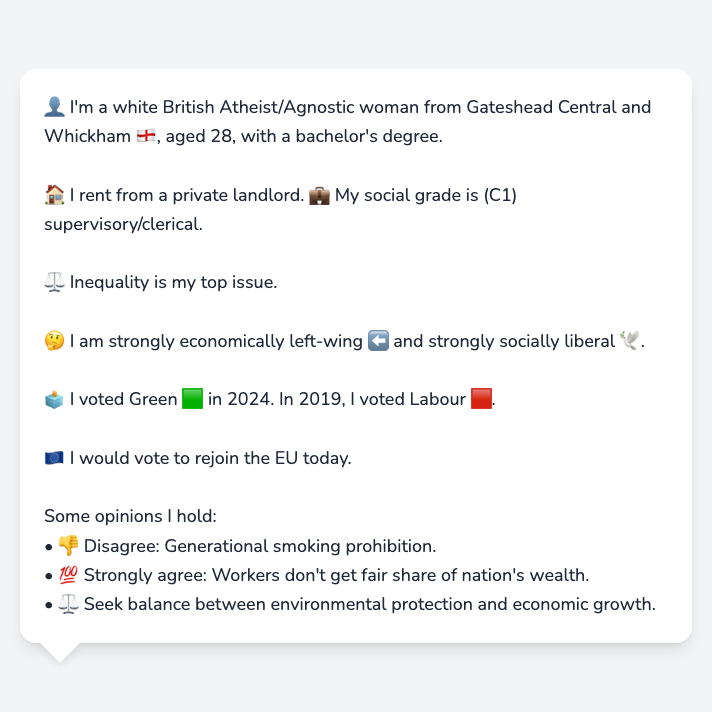 👤 I'm a white British Atheist/Agnostic woman from Gateshead Central and
Whickham 🏴󠁧󠁢󠁥󠁮󠁧󠁿, aged 28, with a bachelor's degree.
🏠 I rent from a private landlord. 💼 My social grade is (C1)
supervisory/clerical.
⚖️ Inequality is my top issue.
🤔 I am strongly economically left-wing ⬅️ and strongly socially liberal 🕊️.
🗳️ I voted Green 🟩 in 2024. In 2019, I voted Labour 🟥.
🇪🇺 I would vote to rejoin the EU today.
Some opinions I hold:
• 👎 Disagree: Generational smoking prohibition.
• 💯 Strongly agree: Workers don't get fair share of nation's wealth.
• ⚖️ Seek balance between environmental protection and economic growth.